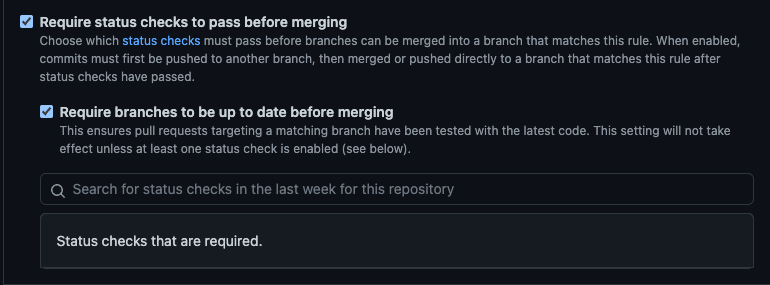 Require status checks to pass before merging
Choose which status checks must pass before branches can be merged into a branch that matches this rule. When enabled,
commits must first be pushed to another branch, then merged or pushed directly to a branch that matches this rule after
status checks have passed.
Require branches to be up to date before merging
This ensures pull requests targeting a matching branch have been tested with the latest code. This setting will not take
effect unless at least one status check is enabled (see below).
Search for status checks in the last week for this repository
Status checks that are required.